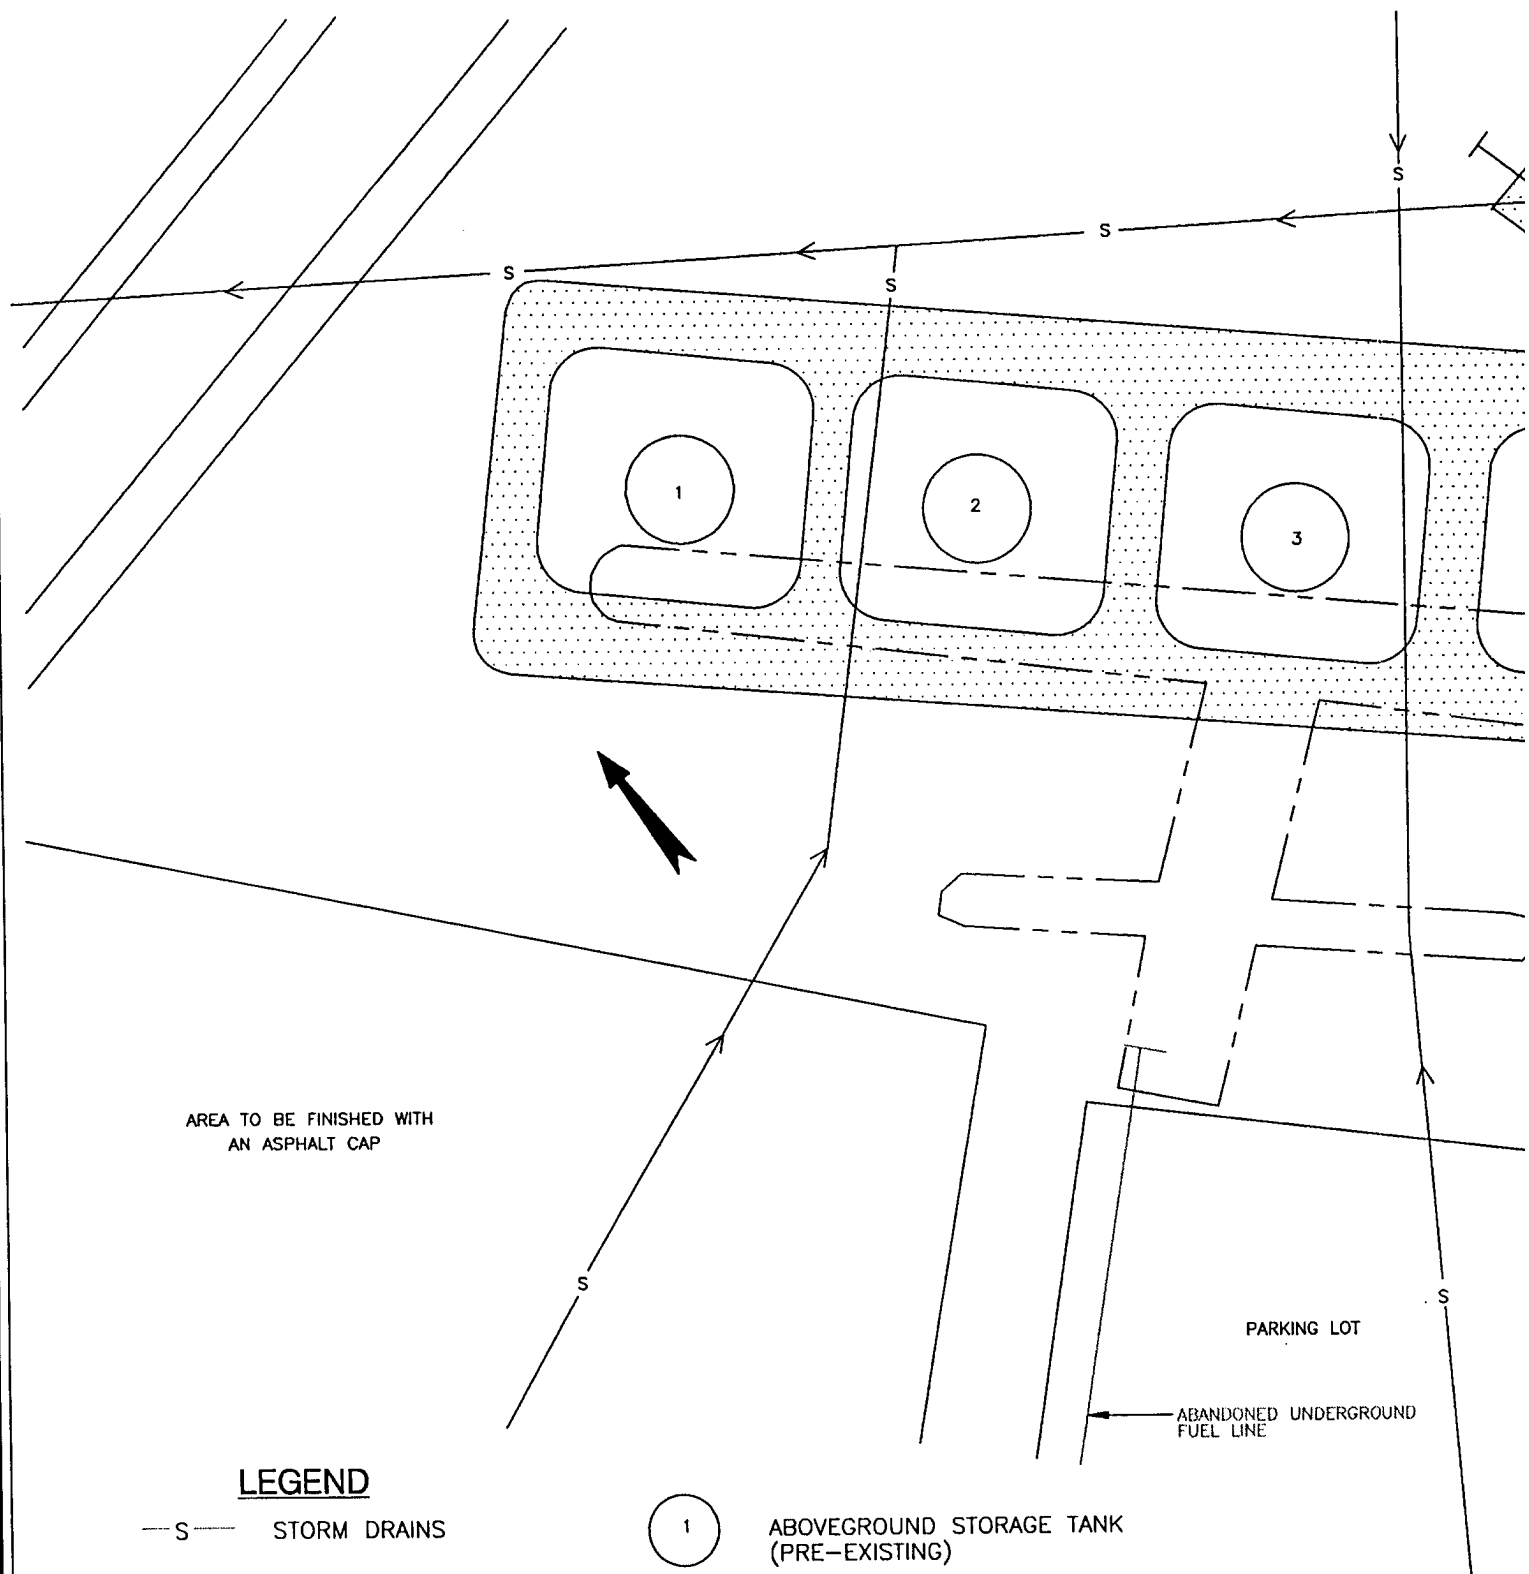 S
S
S
S
1
2
3
AREA TO BE FINISHED WITH
AN ASPHALT CAP
S
S
PARKING LOT
ABANDONED UNDERGROUND
FUEL LINE
LEGEND
S STORM DRAINS
1 ABOVEGROUND STORAGE TANK
(PRE-EXISTING)